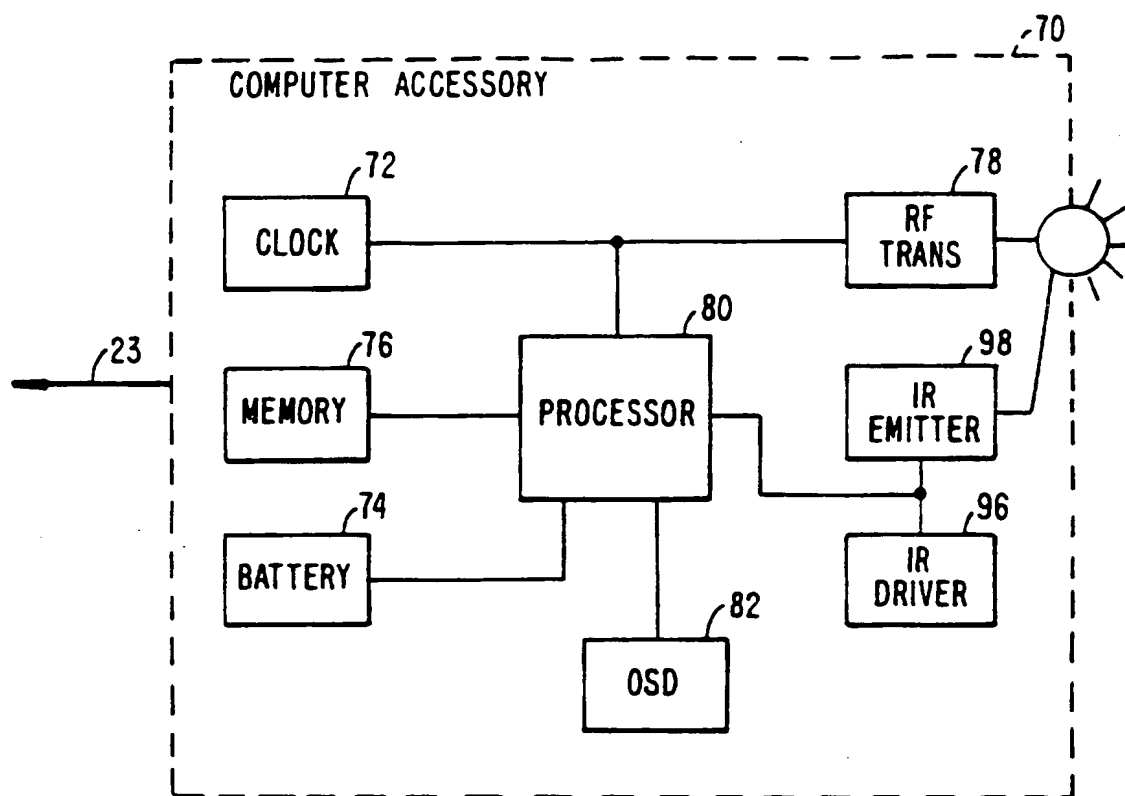 70
COMPUTER ACCESSORY
72
CLOCK
78
RF
TRANS
23
76
MEMORY
80
PROCESSOR
98
IR
EMITTER
74
BATTERY
96
IR
DRIVER
82
OSD